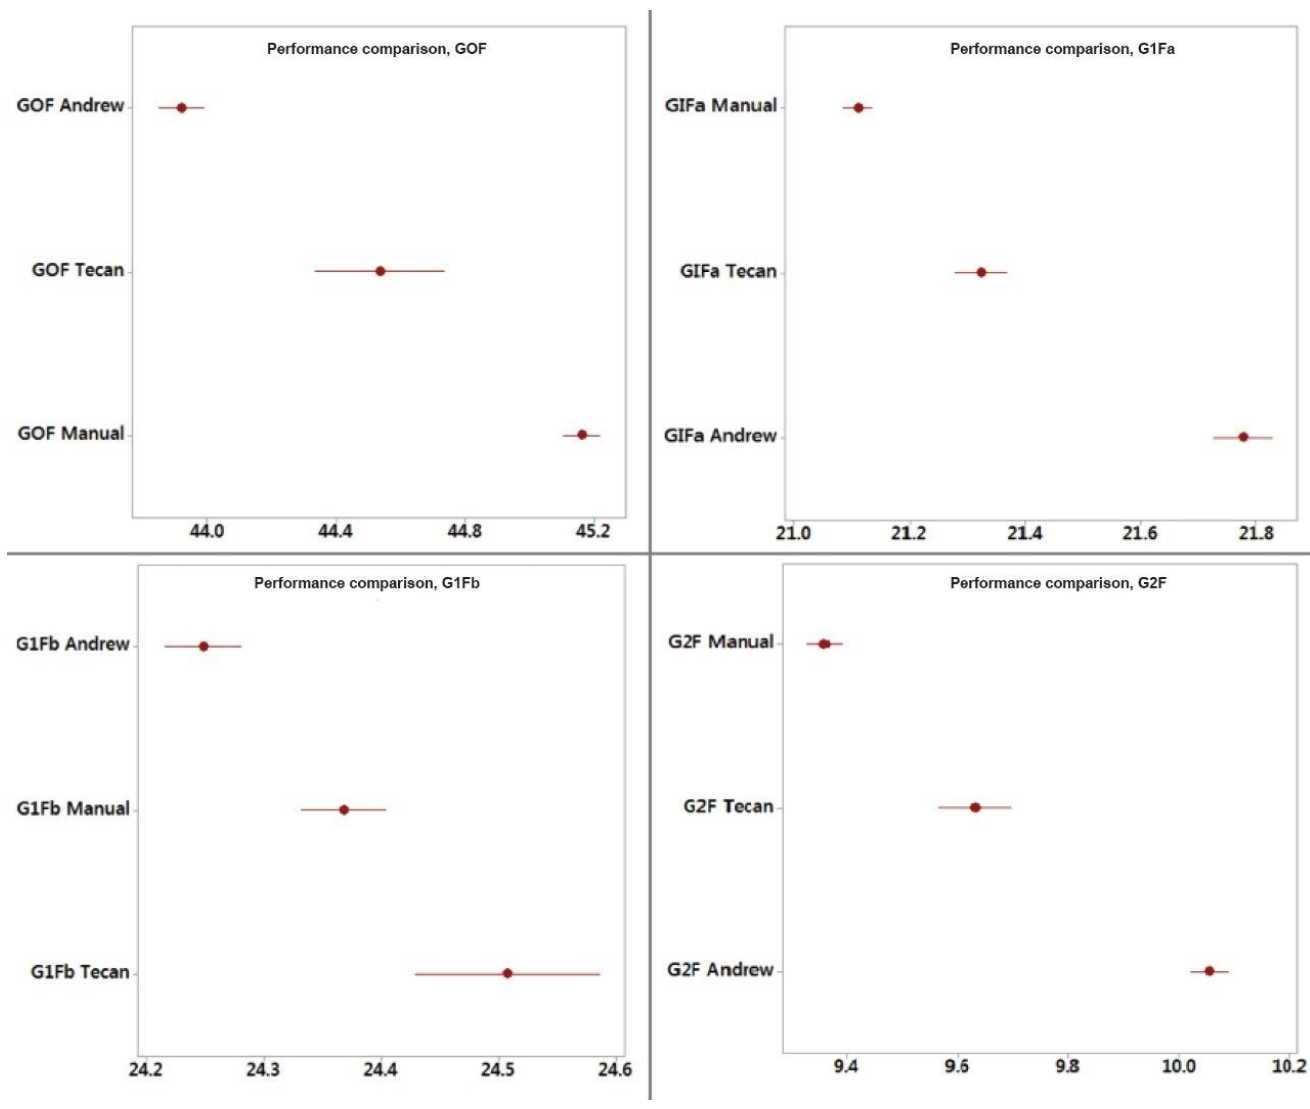 Performance comparison, GOF
GOF Andrew
GOF Tecan
GOF Manual
44.0 44.4 44.8 45.2
Performance comparison, G1Fa
GIFa Manual
GIFa Tecan
GIFa Andrew
21.0 21.2 21.4 21.6 21.8
Performance comparison, G1Fb
G1Fb Andrew
G1Fb Manual
G1Fb Tecan
24.2 24.3 24.4 24.5 24.6
Performance comparison, G2F
G2F Manual
G2F Tecan
G2F Andrew
9.4 9.6 9.8 10.0 10.2